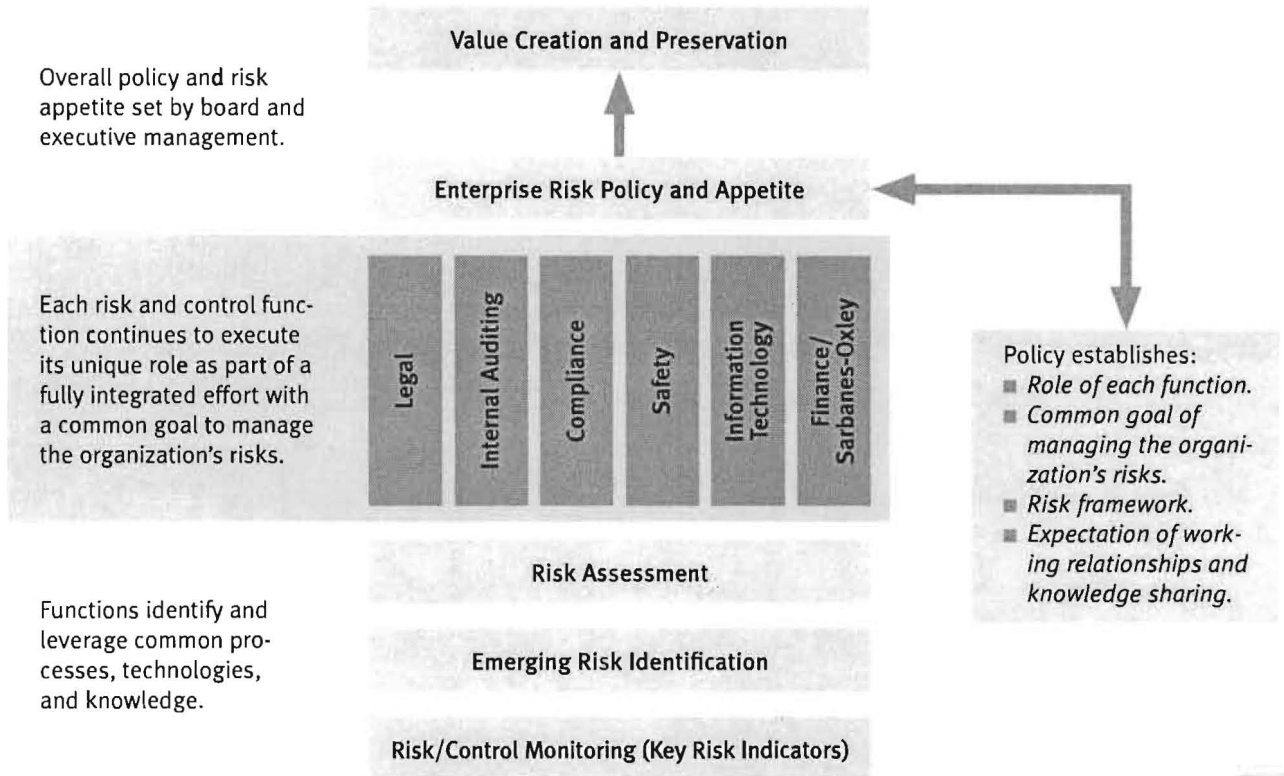 Value Creation and Preservation
Overall policy and risk
appetite set by board and
executive management.
Enterprise Risk Policy and Appetite
Each risk and control func-
tion continues to execute
its unique role as part of a
fully integrated effort with
a common goal to manage
the organization's risks.
Legal
Internal Auditing
Compliance
Safety
Information
Technology
Finance/
Sarbanes-Oxley
Policy establishes:
■ Role of each function.
■ Common goal of
managing the organi-
zation's risks.
■ Risk framework.
■ Expectation of work-
ing relationships and
knowledge sharing.
Risk Assessment
Functions identify and
leverage common pro-
cesses, technologies,
and knowledge.
Emerging Risk Identification
Risk/Control Monitoring (Key Risk Indicators)